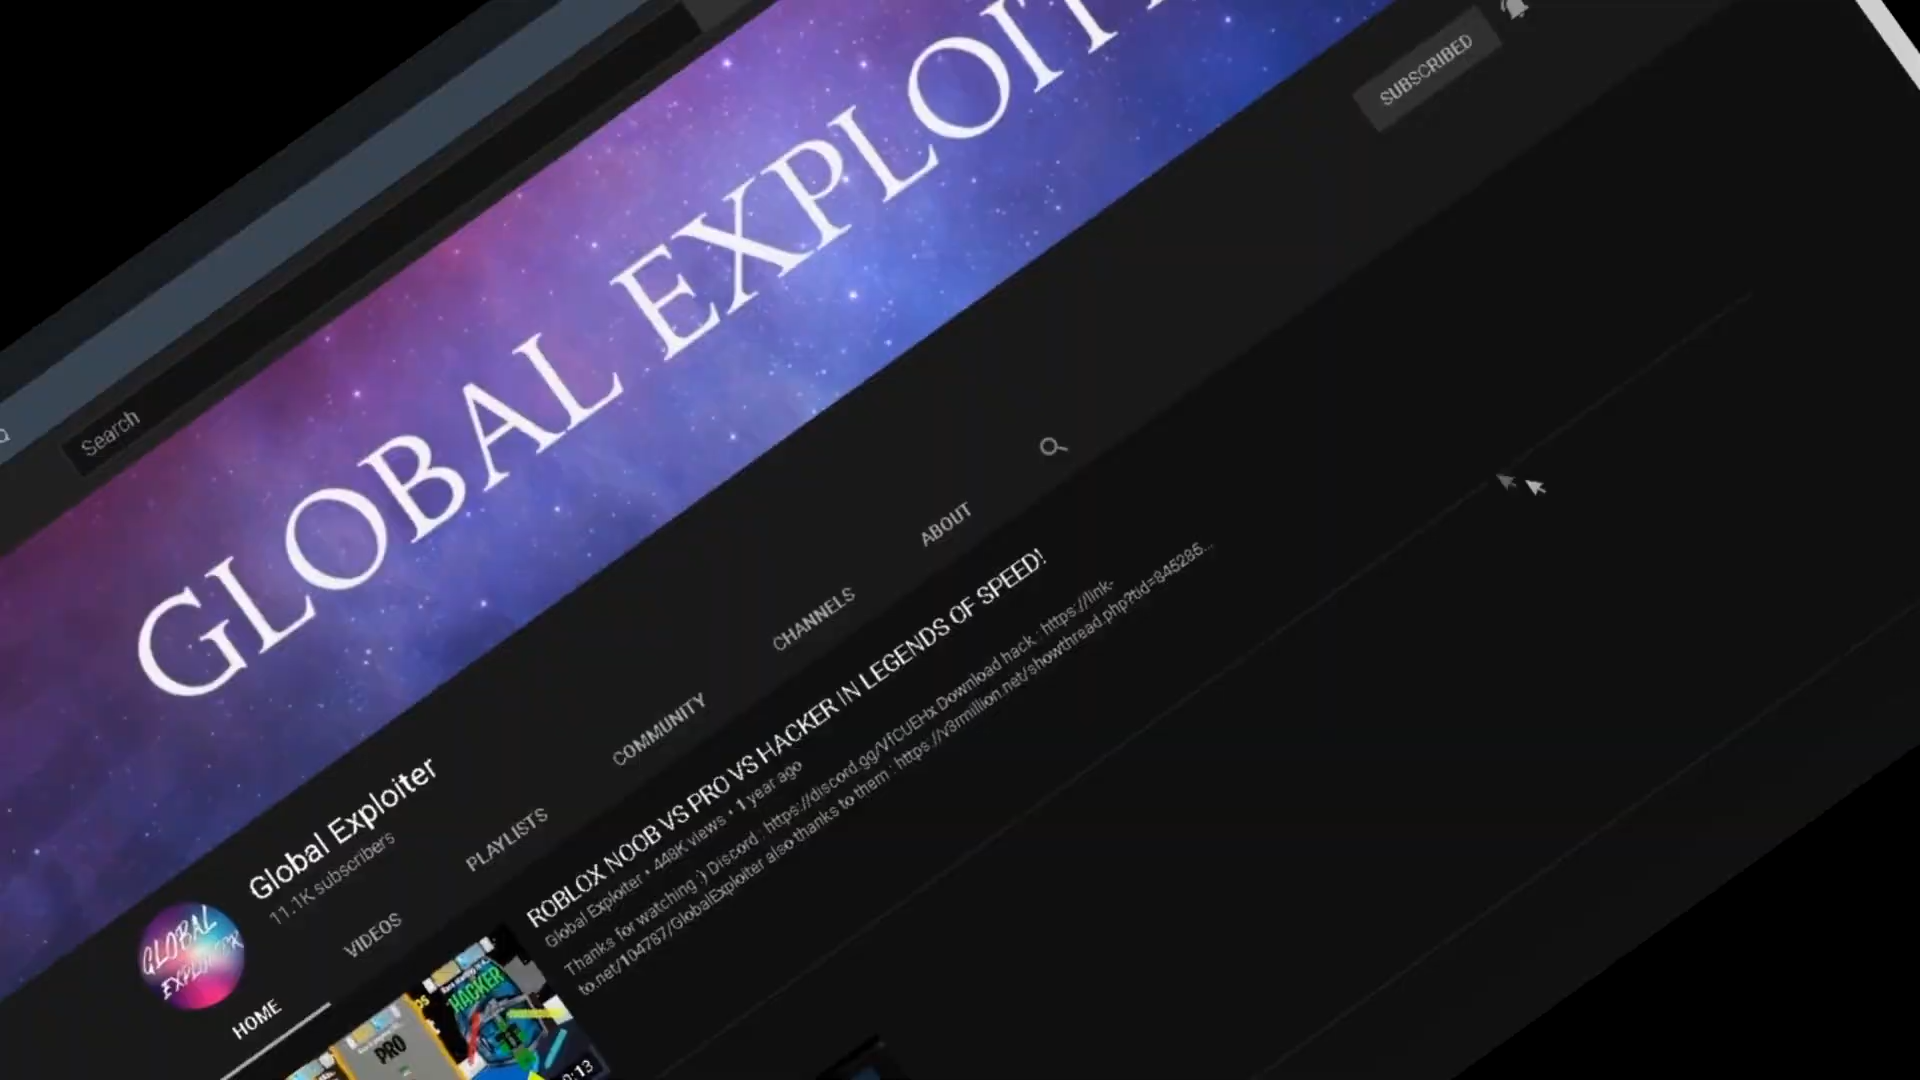 Search
GLOBAL EXPLOIT
SUBSCRIBED
Global Exploiter
11.1K subscribers
GLOBAL
EXPLOITER
HOME
VIDEOS
PLAYLISTS
COMMUNITY
CHANNELS
ABOUT
ROBLOX NOOB VS PRO VS HACKER IN LEGENDS OF SPEED!
Global Exploiter • 448K views • 1 year ago
Thanks for watching :) Discord : https://discord.gg/VfCUEHx Download hack : https://link-
to.net/104787/GlobalExploiter also thanks to them : https://v3rmillion.net/showthread.php?tid=845285...
PRO
HACKER